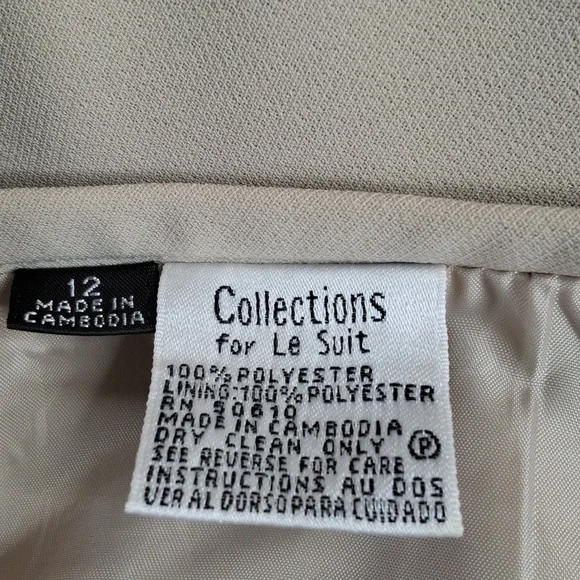 12
MADE IN
CAMBODIA
Collections
for Le Suit
100% POLYESTER
LINING:100% POLYESTER
RN 50610
MADE IN CAMBODIA
DRY CLEAN ONLY Ⓟ
SEE REVERSE FOR CARE
INSTRUCTIONS AU DOS
VER AL DORSO PARA CUIDADO